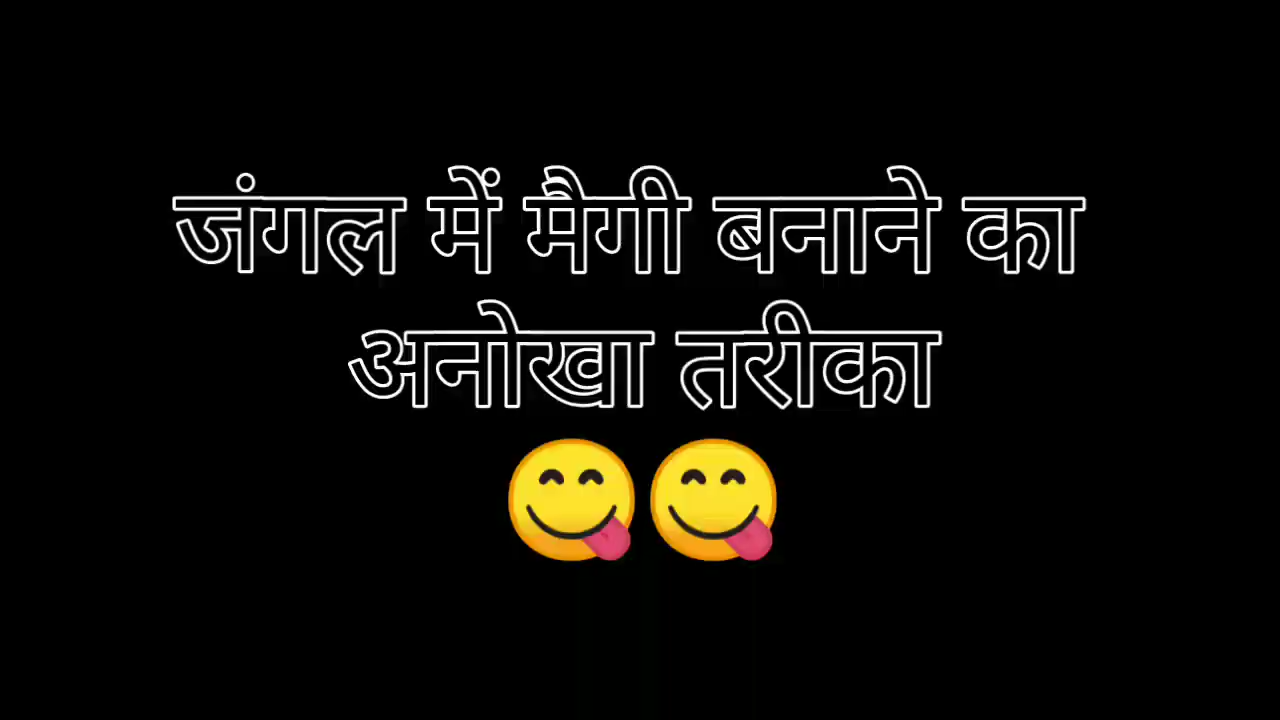 जंगल में मैगी बनाने का
अनोखा तरीका
😋😋